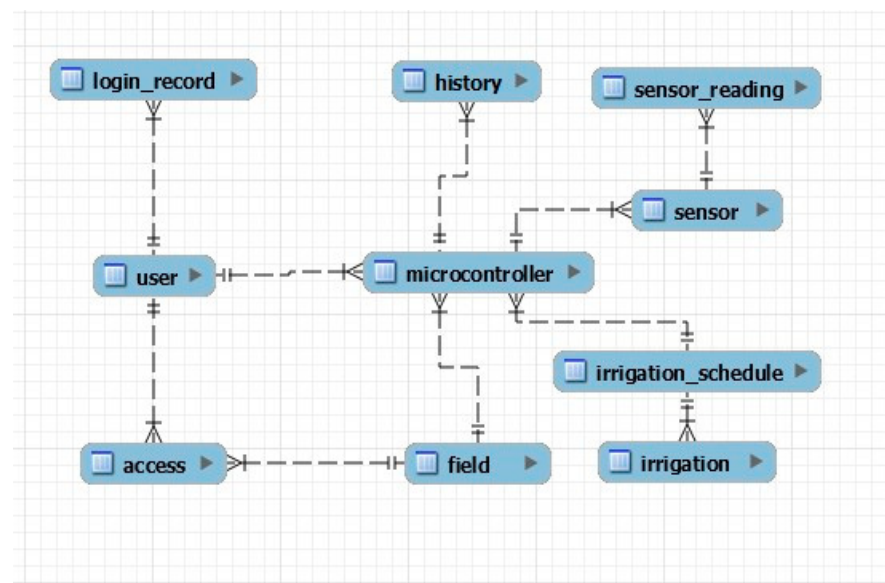 login_record
history
sensor_reading
sensor
user
microcontroller
irrigation_schedule
access
field
irrigation